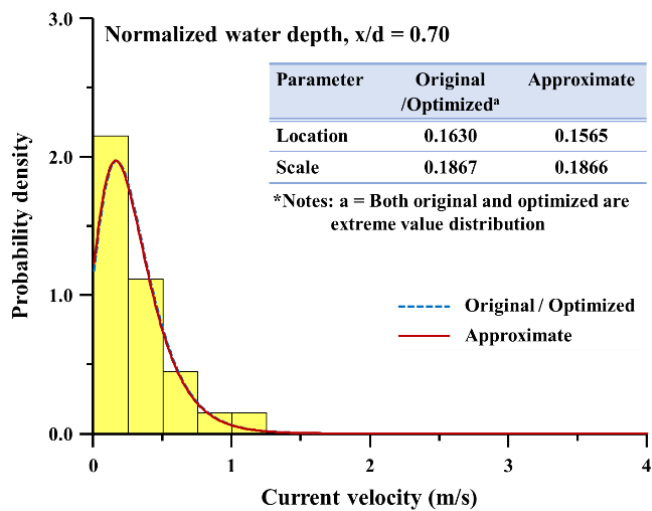 Normalized water depth, x/d = 0.70
Parameter Original /Optimizedᵃ Approximate
Location 0.1630 0.1565
Scale 0.1867 0.1866
*Notes: a = Both original and optimized are
extreme value distribution
Original / Optimized
Approximate
Probability density
3.0
2.0
1.0
0.0
0 1 2 3 4
Current velocity (m/s)